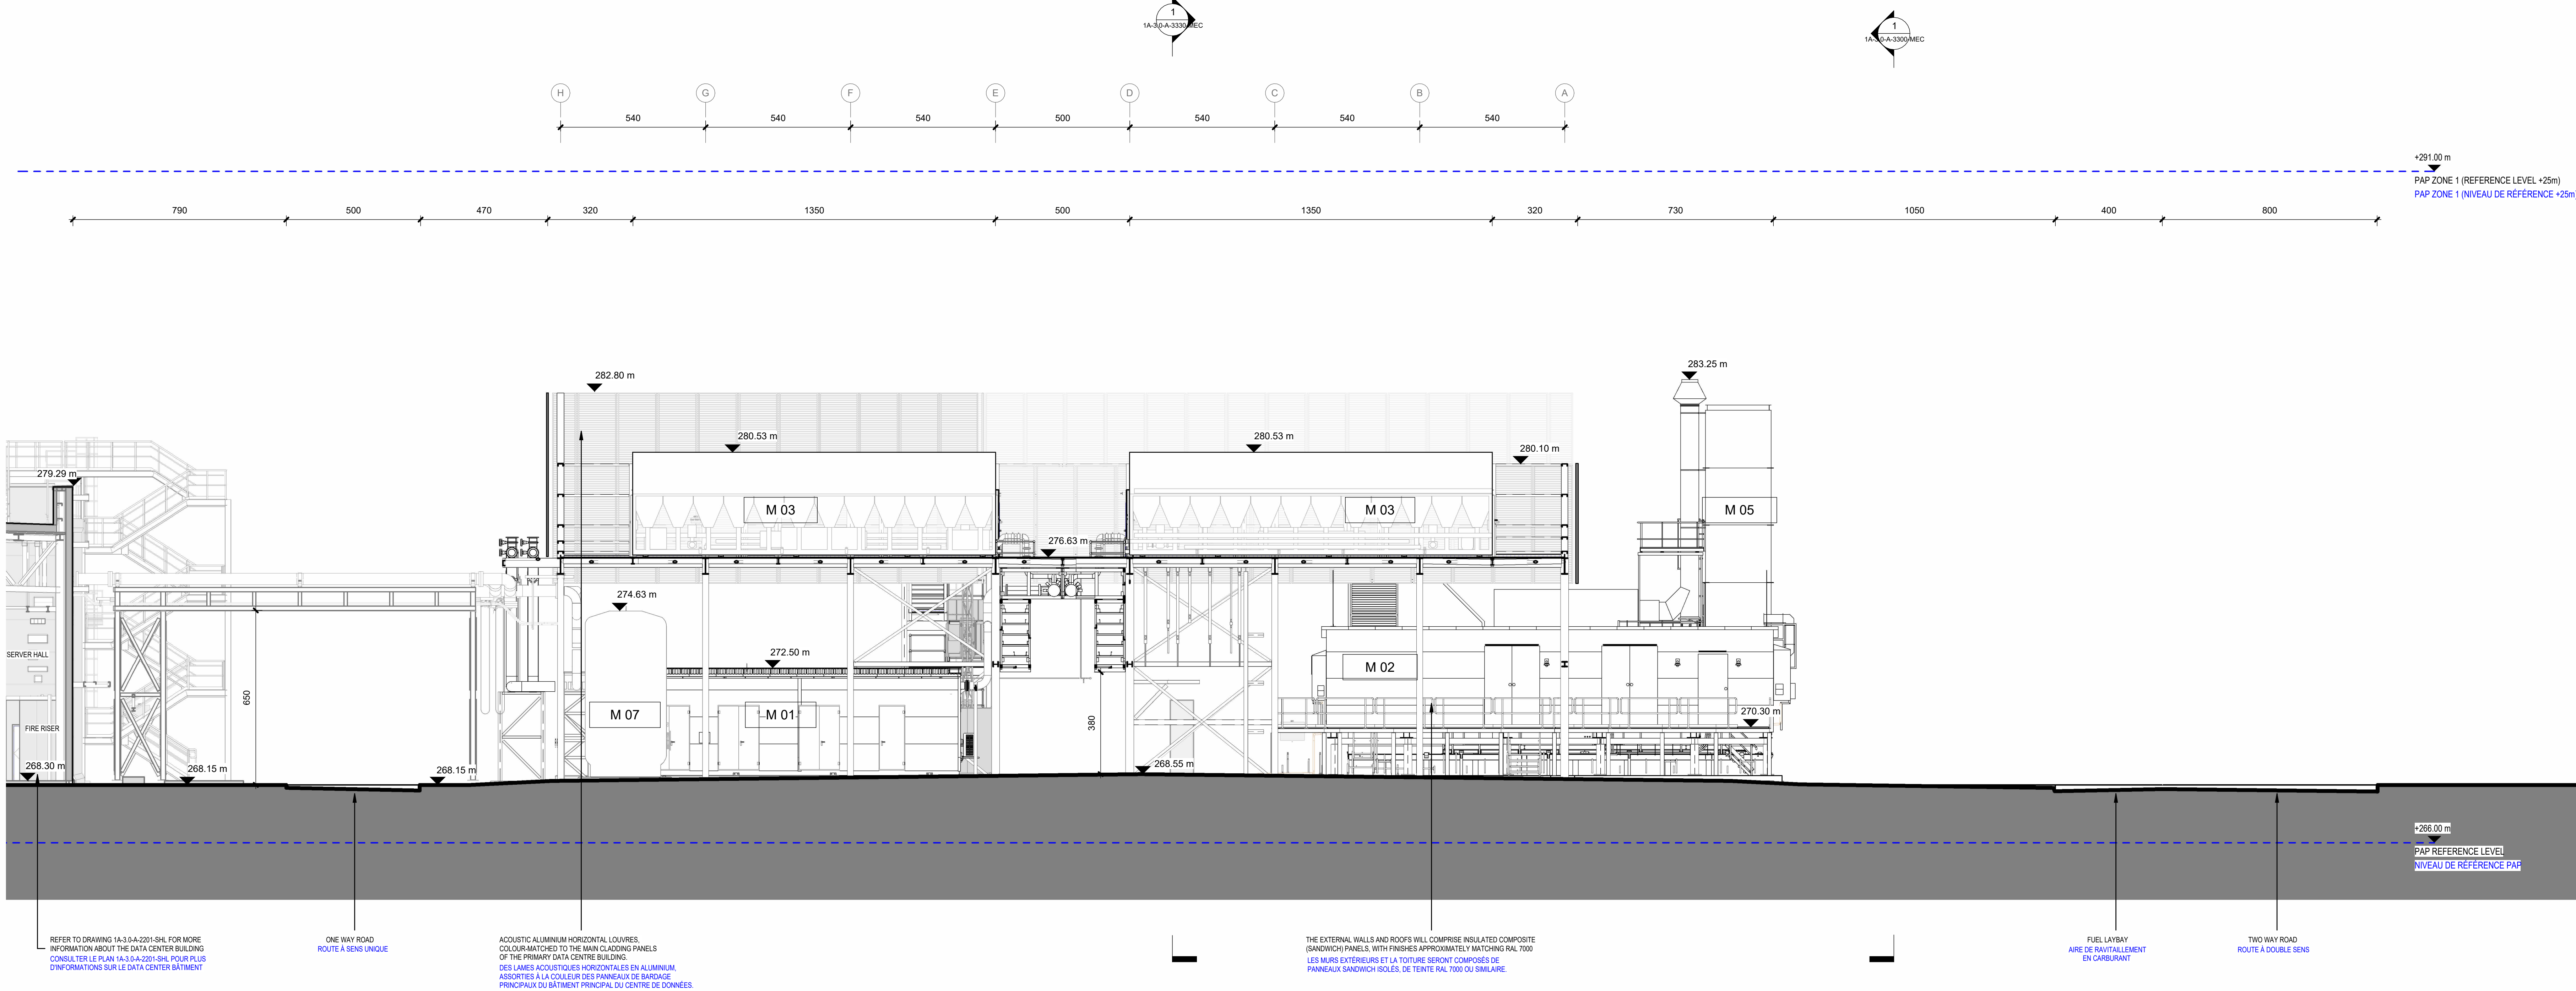 1
1A-3.0-A-3330-MEC
1
1A-3.0-A-3300-MEC
H
G
F
E
D
C
B
A
540
540
540
500
540
540
540
+291.00 m
PAP ZONE 1 (REFERENCE LEVEL +25m)
PAP ZONE 1 (NIVEAU DE RÉFÉRENCE +25m)
790
500
470
320
1350
500
1350
320
730
1050
400
800
283.25 m
282.80 m
280.53 m
280.53 m
280.10 m
279.29 m
M 03
M 03
M 05
276.63 m
274.63 m
272.50 m
SERVER HALL
M 02
650
M 07
M 01
380
270.30 m
FIRE RISER
268.30 m
268.15 m
268.15 m
268.55 m
+266.00 m
PAP REFERENCE LEVEL
NIVEAU DE RÉFÉRENCE PAP
REFER TO DRAWING 1A-3.0-A-2201-SHL FOR MORE
INFORMATION ABOUT THE DATA CENTER BUILDING
CONSULTER LE PLAN 1A-3.0-A-2201-SHL POUR PLUS
D'INFORMATIONS SUR LE DATA CENTER BÂTIMENT
ONE WAY ROAD
ROUTE À SENS UNIQUE
ACOUSTIC ALUMINIUM HORIZONTAL LOUVRES,
COLOUR-MATCHED TO THE MAIN CLADDING PANELS
OF THE PRIMARY DATA CENTRE BUILDING.
DES LAMES ACOUSTIQUES HORIZONTALES EN ALUMINIUM,
ASSORTIES À LA COULEUR DES PANNEAUX DE BARDAGE
PRINCIPAUX DU BÂTIMENT PRINCIPAL DU CENTRE DE DONNÉES.
THE EXTERNAL WALLS AND ROOFS WILL COMPRISE INSULATED COMPOSITE
(SANDWICH) PANELS, WITH FINISHES APPROXIMATELY MATCHING RAL 7000
LES MURS EXTÉRIEURS ET LA TOITURE SERONT COMPOSÉS DE
PANNEAUX SANDWICH ISOLÉS, DE TEINTE RAL 7000 OU SIMILAIRE.
FUEL LAYBAY
AIRE DE RAVITAILLEMENT
EN CARBURANT
TWO WAY ROAD
ROUTE À DOUBLE SENS